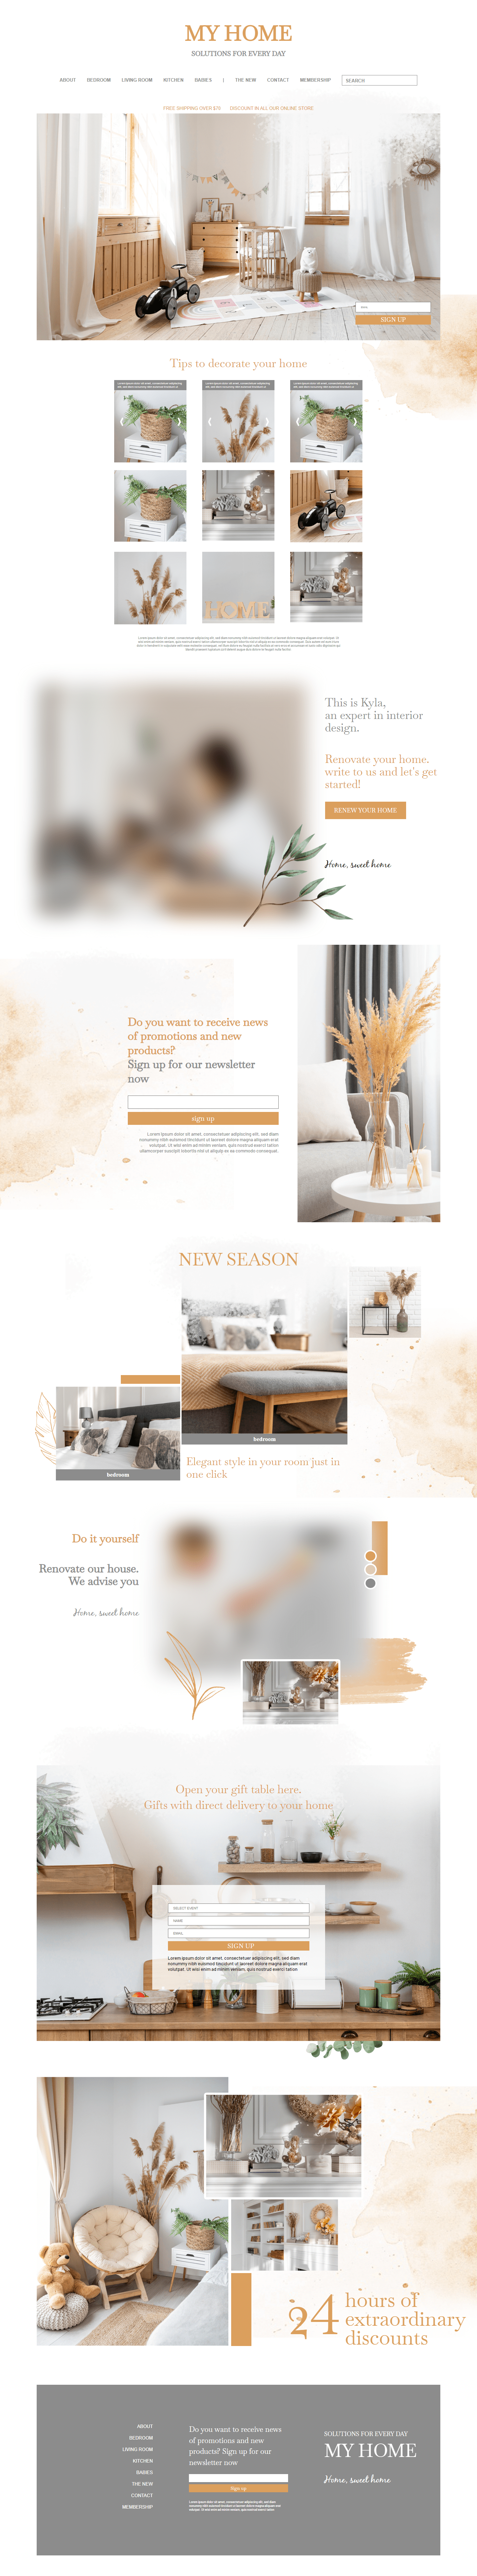 MY HOME
SOLUTIONS FOR EVERY DAY
ABOUT BEDROOM LIVING ROOM KITCHEN BABIES | THE NEW CONTACT MEMBERSHIP SEARCH
FREE SHIPPING OVER $70 DISCOUNT IN ALL OUR ONLINE STORE
SIGN UP
Tips to decorate your home
HOME
This is Kyla,
an expert in interior
design.
Renovate your home.
write to us and let's get
started!
RENEW YOUR HOME
Home, sweet home
Do you want to receive news
of promotions and new
products?
Sign up for our newsletter
now
sign up
Lorem ipsum dolor sit amet, consectetuer adipiscing elit, sed diam
nonummy nibh euismod tincidunt ut laoreet dolore magna aliquam erat
volutpat. Ut wisi enim ad minim veniam, quis nostrud exerci tation
ullamcorper suscipit lobortis nisl ut aliquip ex ea commodo consequat.
NEW SEASON
bedroom
bedroom
Elegant style in your room just in
one click
Do it yourself
Renovate our house.
We advise you
Home, sweet home
Open your gift table here.
Gifts with direct delivery to your home
SELECT EVENT
NAME
EMAIL
SIGN UP
Lorem ipsum dolor sit amet, consectetuer adipiscing elit, sed diam
nonummy nibh euismod tincidunt ut laoreet dolore magna aliquam erat
volutpat. Ut wisi enim ad minim veniam, quis nostrud exerci tation
24 hours of
extraordinary
discounts
ABOUT
BEDROOM
LIVING ROOM
KITCHEN
BABIES
THE NEW
CONTACT
MEMBERSHIP
Do you want to receive news
of promotions and new
products? Sign up for our
newsletter now
Sign up
SOLUTIONS FOR EVERY DAY
MY HOME
Home, sweet home